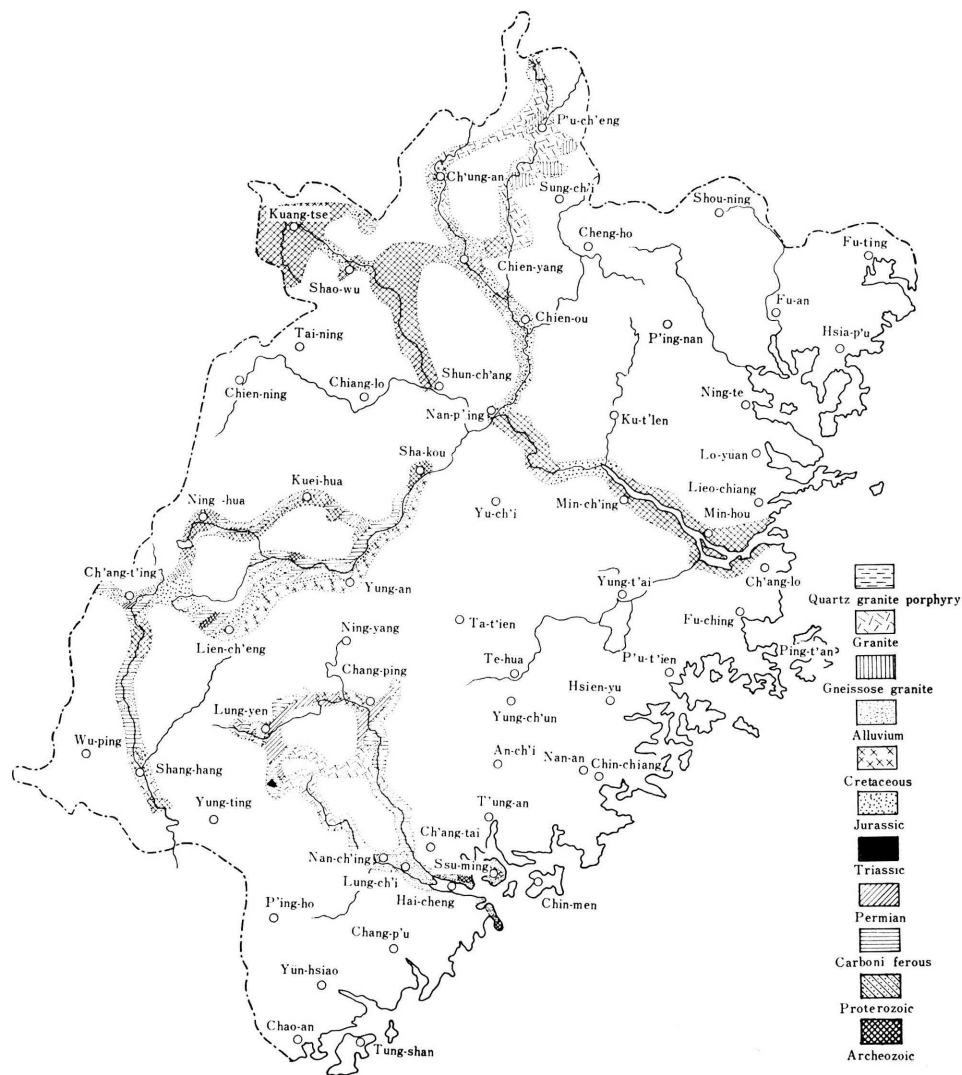 P'u-ch'eng
Ch'ung-an
Sung-ch'i
Shou-ning
Kuang-tse
Cheng-ho
Fu-ting
Chien-yang
Shao-wu
Fu-an
Chien-ou
P'ing-nan
Tai-ning
Hsia-p'u
Shun-ch'ang
Chien-ning
Chiang-lo
Ning-te
Nan-p'ing
Ku-t'len
Sha-kou
Lo-yuan
Kuei-hua
Lieo-chiang
Ning -hua
Yu-ch'i
Min-ch'ing
Min-hou
Ch'ang-t'ing
Yung-an
Yung-t'ai
Ch'ang-lo
Quartz granite porphyry
Ta-t'ien
Fu-ching
Ning-yang
Lien-ch'eng
Granite
Te-hua
P'u-t'ien
Ping-t'an
Chang-ping
Hsien-yu
Gneissose granite
Lung-yen
Yung-ch'un
Alluvium
Wu-ping
An-ch'i
Nan-an
Shang-hang
Chin-chiang
Cretaceous
Yung-ting
T'ung-an
Jurassic
Ch'ang-tai
Nan-ch'ing
Ssu-ming
Triassic
Lung-ch'i
Hai-cheng
Chin-men
P'ing-ho
Permian
Chang-p'u
Carboni ferous
Yün-hsiao
Proterozoic
Chao-an
Tung-shan
Archeozoic